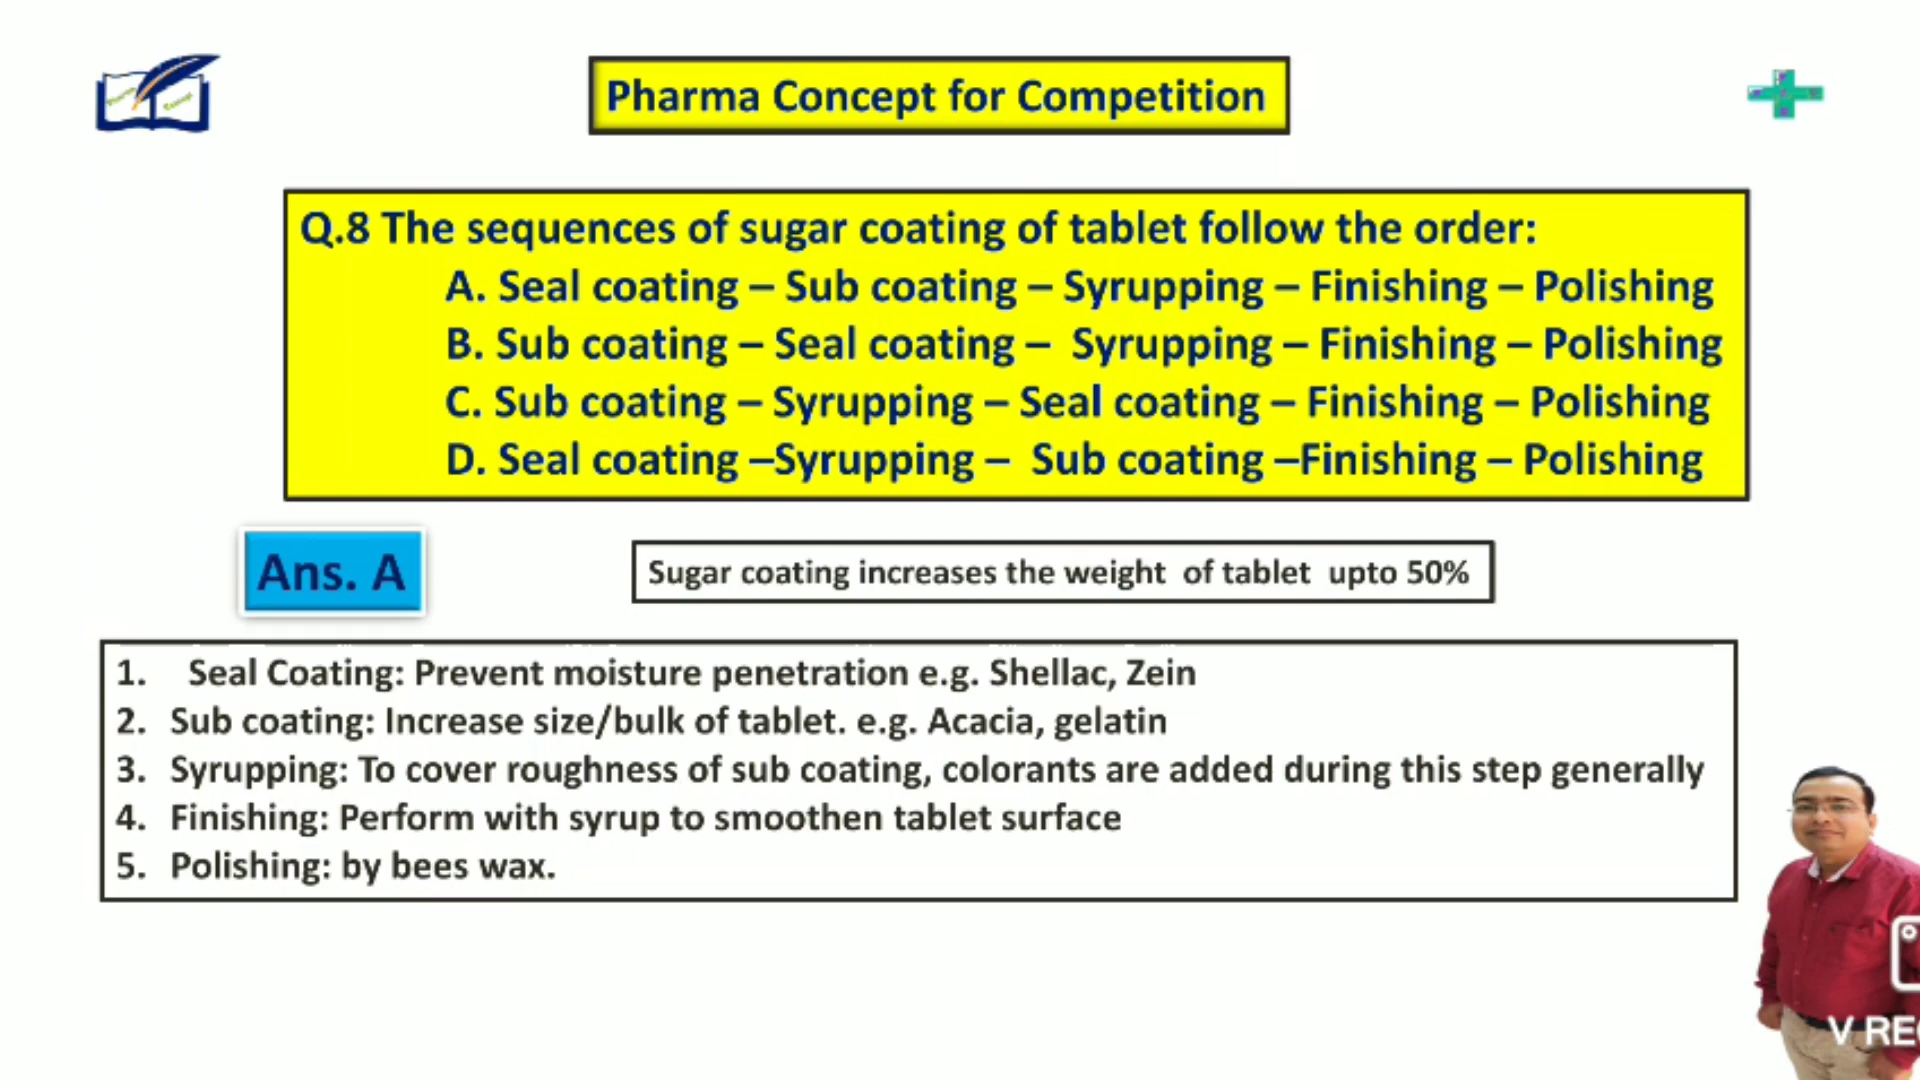 Pharma Concept for Competition
Q.8 The sequences of sugar coating of tablet follow the order:
A. Seal coating – Sub coating – Syrupping – Finishing – Polishing
B. Sub coating – Seal coating – Syrupping – Finishing – Polishing
C. Sub coating – Syrupping – Seal coating – Finishing – Polishing
D. Seal coating –Syrupping – Sub coating –Finishing – Polishing
Ans. A
Sugar coating increases the weight of tablet upto 50%
1. Seal Coating: Prevent moisture penetration e.g. Shellac, Zein
2. Sub coating: Increase size/bulk of tablet. e.g. Acacia, gelatin
3. Syrupping: To cover roughness of sub coating, colorants are added during this step generally
4. Finishing: Perform with syrup to smoothen tablet surface
5. Polishing: by bees wax.
V REC